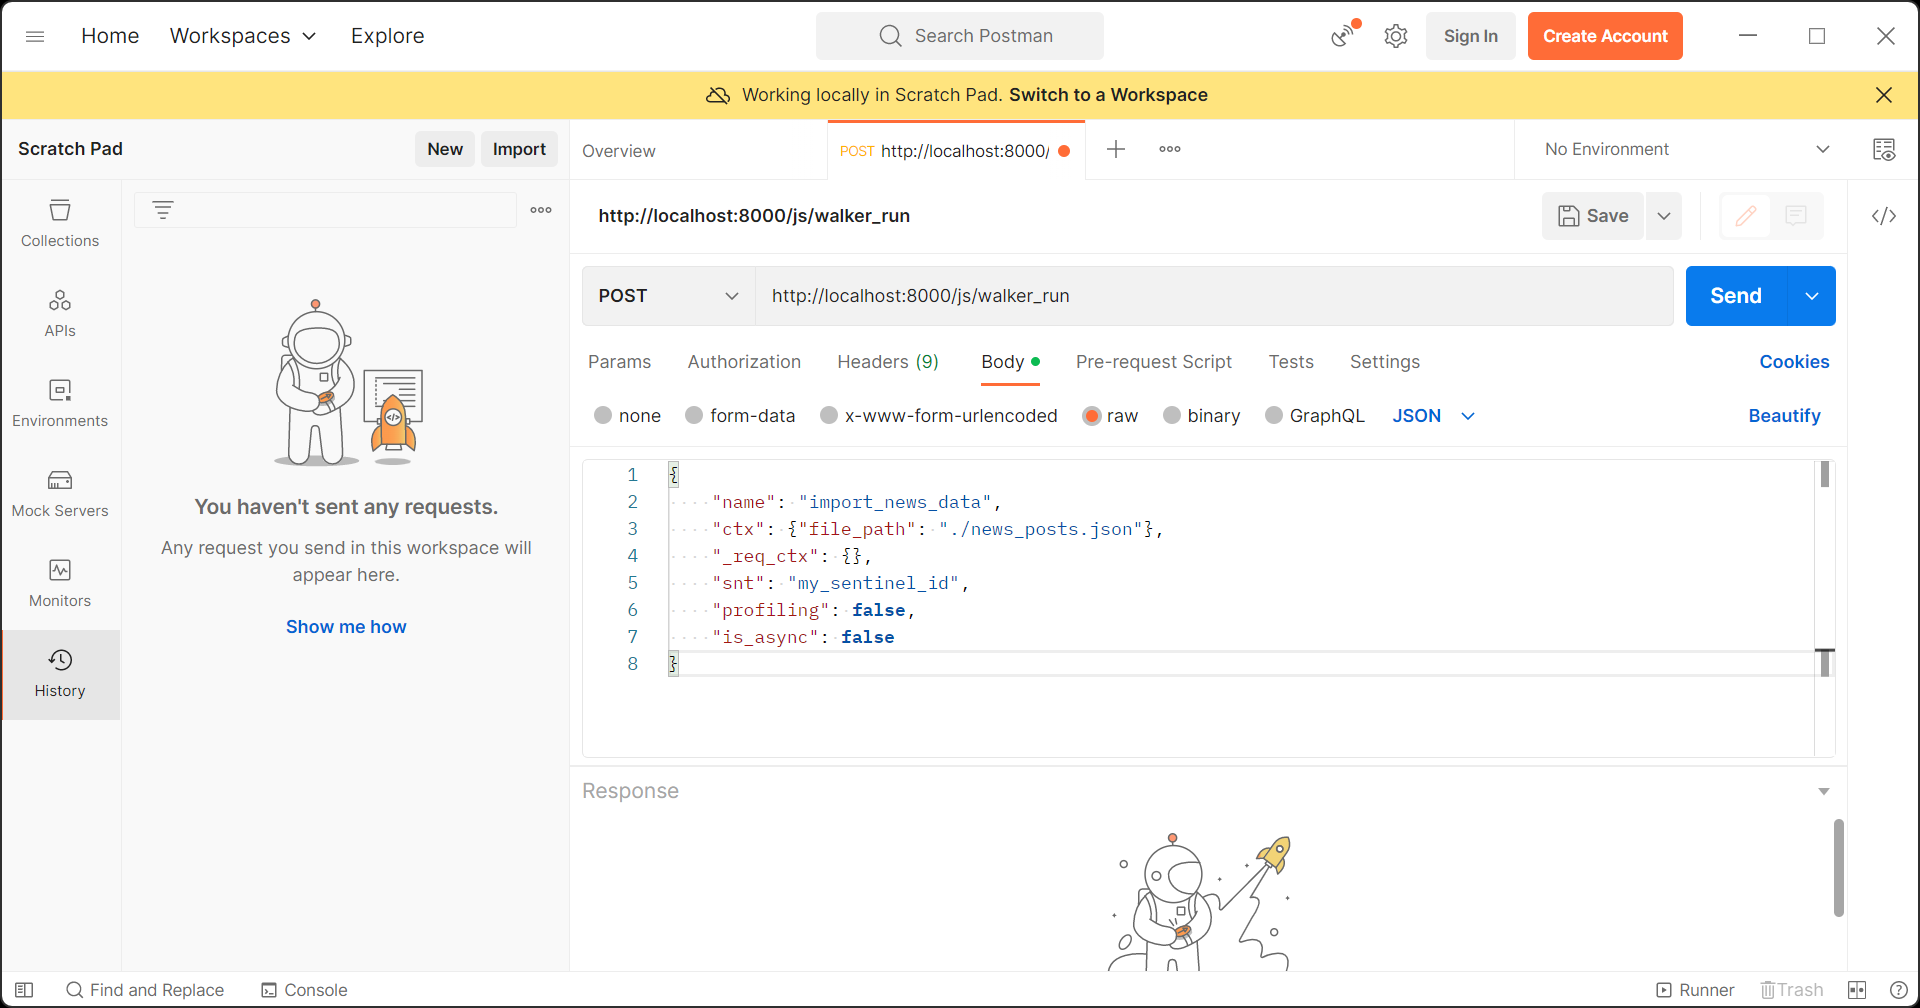 Home Workspaces Explore Search Postman Sign In Create Account
Working locally in Scratch Pad. Switch to a Workspace
Scratch Pad New Import Overview POST http://localhost:8000/ No Environment
http://localhost:8000/js/walker_run Save
Collections
APIs
Environments
Mock Servers
Monitors
History
You haven't sent any requests.
Any request you send in this workspace will
appear here.
Show me how
POST http://localhost:8000/js/walker_run Send
Params Authorization Headers (9) Body Pre-request Script Tests Settings Cookies
none form-data x-www-form-urlencoded raw binary GraphQL JSON Beautify
1 {
2 "name": "import_news_data",
3 "ctx": {"file_path": "./news_posts.json"},
4 "_req_ctx": {},
5 "snt": "my_sentinel_id",
6 "profiling": false,
7 "is_async": false
8 }
Response
Find and Replace Console Runner Trash